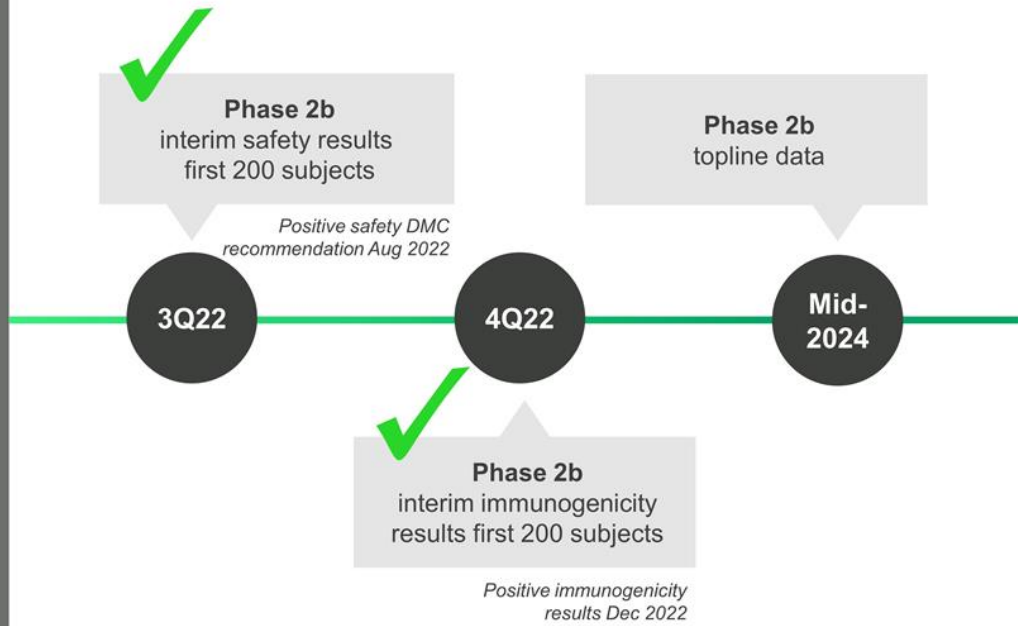 Phase 2b
interim safety results
first 200 subjects
Positive safety DMC
recommendation Aug 2022
Phase 2b
topline data
3Q22
4Q22
Mid-
2024
Phase 2b
interim immunogenicity
results first 200 subjects
Positive immunogenicity
results Dec 2022